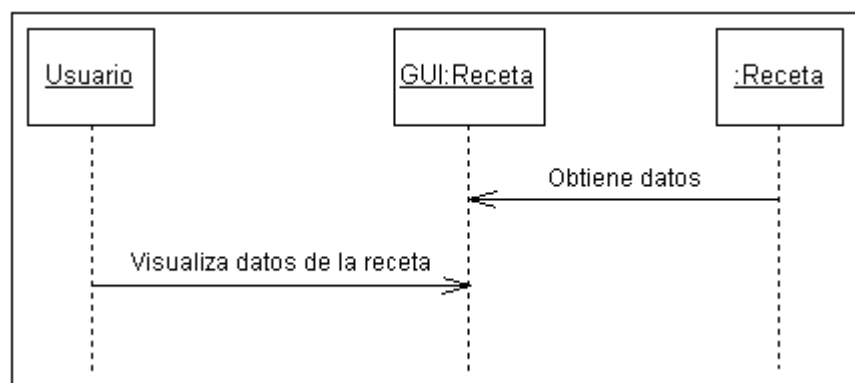 Usuario
GUI:Receta
:Receta
Obtiene datos
Visualiza datos de la receta